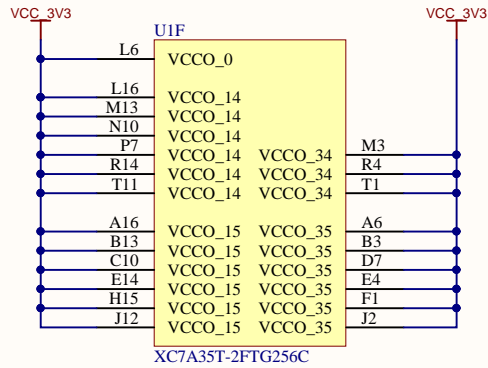 VCC_3V3 VCC_3V3
U1F
L6 VCCO_0
L16 VCCO_14
M13 VCCO_14
N10 VCCO_14
P7 VCCO_14 VCCO_34 M3
R14 VCCO_14 VCCO_34 R4
T11 VCCO_14 VCCO_34 T1
A16 VCCO_15 VCCO_35 A6
B13 VCCO_15 VCCO_35 B3
C10 VCCO_15 VCCO_35 D7
E14 VCCO_15 VCCO_35 E4
H15 VCCO_15 VCCO_35 F1
J12 VCCO_15 VCCO_35 J2
XC7A35T-2FTG256C